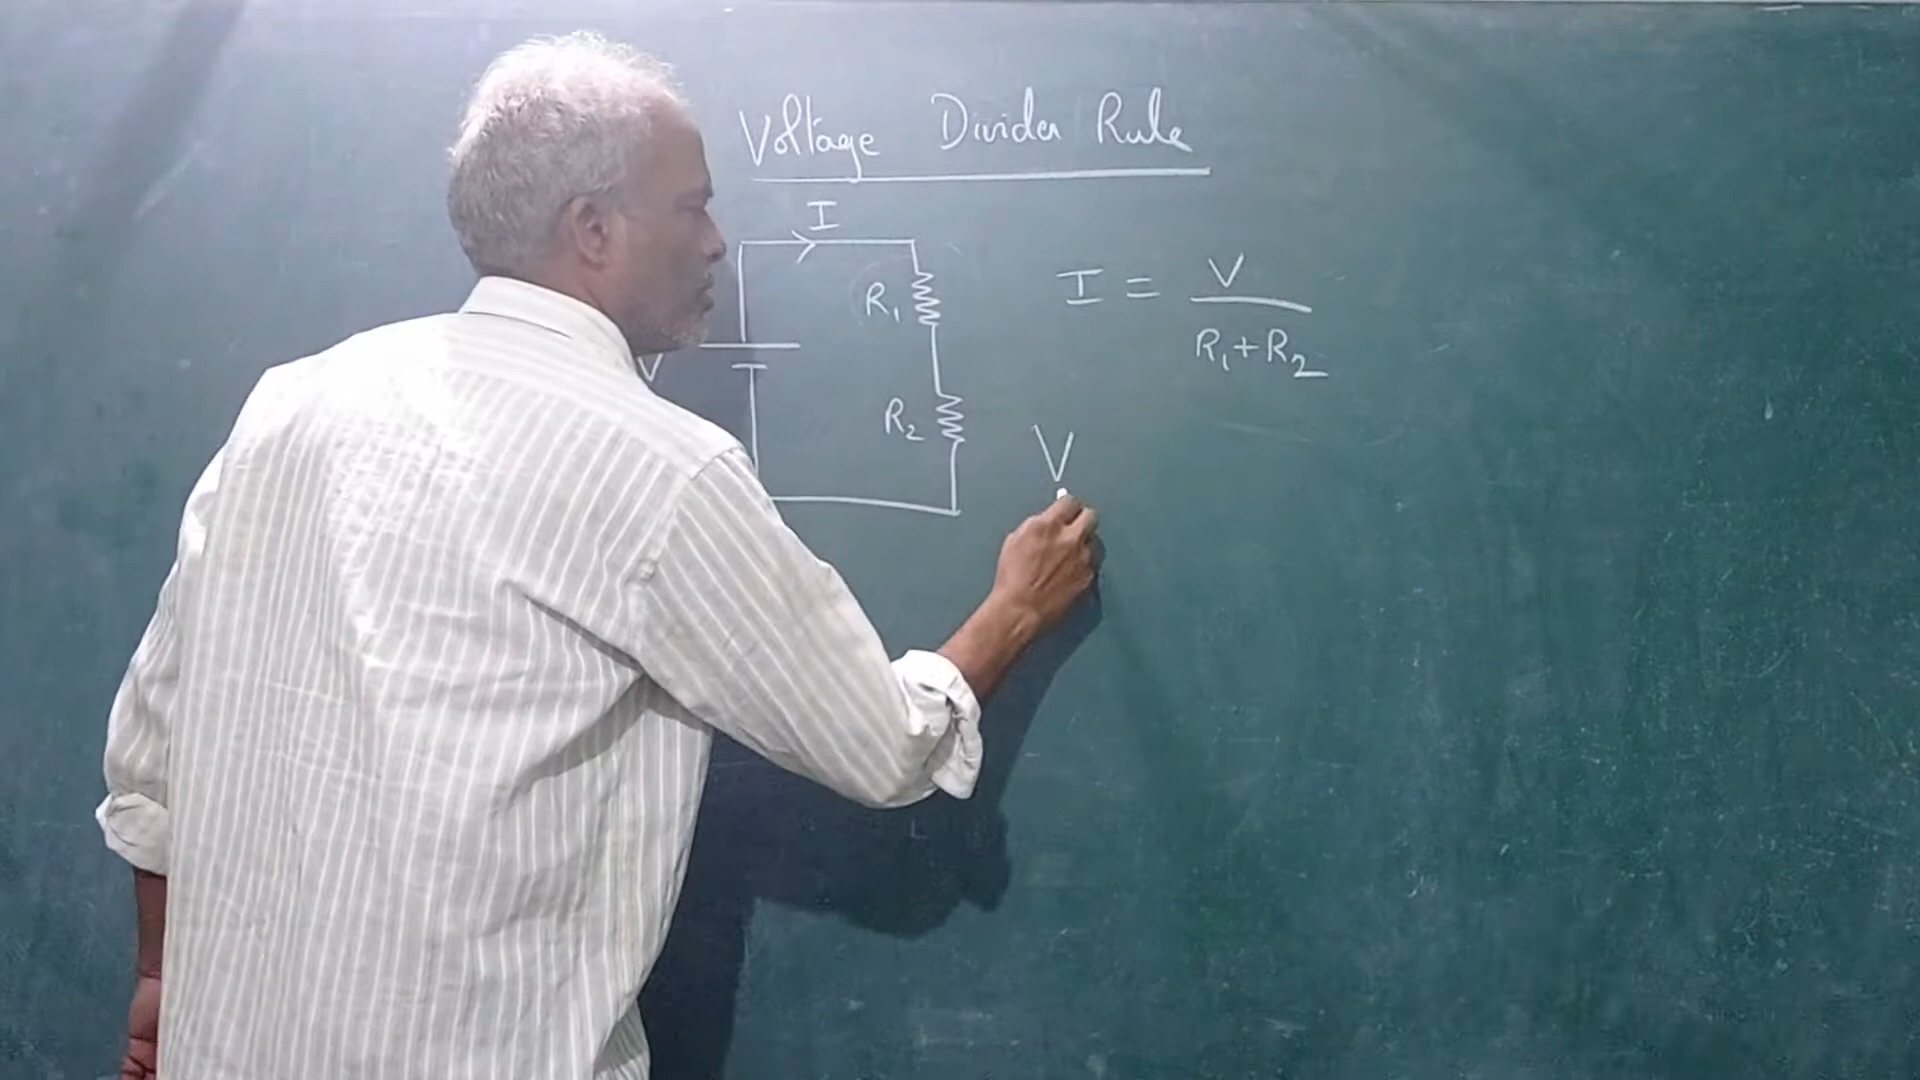 Voltage Divider Rule
I
R₁
V
R₂
I = V / R₁+R₂
V